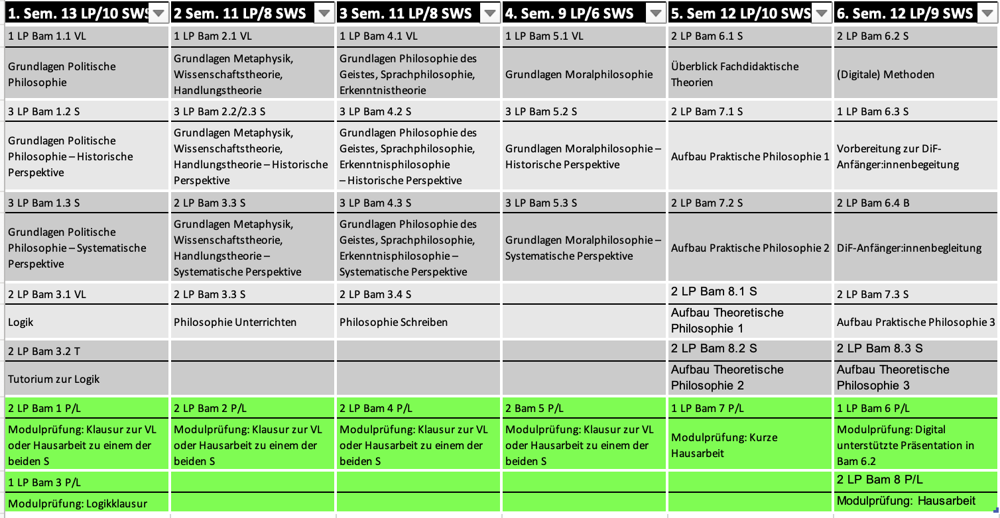 1. Sem. 13 LP/10 SWS
2 Sem. 11 LP/8 SWS
3 Sem. 11 LP/8 SWS
4. Sem. 9 LP/6 SWS
5. Sem 12 LP/10 SWS
6. Sem. 12 LP/9 SWS
1 LP Bam 1.1 VL
1 LP Bam 2.1 VL
1 LP Bam 4.1 VL
1 LP Bam 5.1 VL
2 LP Bam 6.1 S
2 LP Bam 6.2 S
Grundlagen Politische
Philosophie
Grundlagen Metaphysik,
Wissenschaftstheorie,
Handlungstheorie
Grundlagen Philosophie des
Geistes, Sprachphilosophie,
Erkenntnistheorie
Grundlagen Moralphilosophie
Überblick Fachdidaktische
Theorien
(Digitale) Methoden
3 LP Bam 1.2 S
3 LP Bam 2.2/2.3 S
3 LP Bam 4.2 S
3 LP Bam 5.2 S
2 LP Bam 7.1 S
1 LP Bam 6.3 S
Grundlagen Politische
Philosophie – Historische
Perspektive
Grundlagen Metaphysik,
Wissenschaftstheorie,
Handlungstheorie – Historische
Perspektive
Grundlagen Philosophie des
Geistes, Sprachphilosophie,
Erkenntnisphilosophie
– Historische Perspektive
Grundlagen Moralphilosophie –
Historische Perspektive
Aufbau Praktische Philosophie 1
Vorbereitung zur DiF-
Anfänger:innenbegeitung
3 LP Bam 1.3 S
2 LP Bam 3.3 S
3 LP Bam 4.3 S
3 LP Bam 5.3 S
2 LP Bam 7.2 S
2 LP Bam 6.4 B
Grundlagen Politische
Philosophie – Systematische
Perspektive
Grundlagen Metaphysik,
Wissenschaftstheorie,
Handlungstheorie –
Systematische Perspektive
Grundlagen Philosophie des
Geistes, Sprachphilosophie,
Erkenntnisphilosophie –
Systematische Perspektive
Grundlagen Moralphilosophie –
Systematische Perspektive
Aufbau Praktische Philosophie 2
DiF-Anfänger:innenbegleitung
2 LP Bam 3.1 VL
2 LP Bam 3.3 S
2 LP Bam 3.4 S
2 LP Bam 8.1 S
2 LP Bam 7.3 S
Logik
Philosophie Unterrichten
Philosophie Schreiben
Aufbau Theoretische
Philosophie 1
Aufbau Praktische Philosophie 3
2 LP Bam 3.2 T
2 LP Bam 8.2 S
2 LP Bam 8.3 S
Tutorium zur Logik
Aufbau Theoretische
Philosophie 2
Aufbau Theoretische
Philosophie 3
2 LP Bam 1 P/L
2 LP Bam 2 P/L
2 LP Bam 4 P/L
2 Bam 5 P/L
1 LP Bam 7 P/L
1 LP Bam 6 P/L
Modulprüfung: Klausur zur VL
oder Hausarbeit zu einem der
beiden S
Modulprüfung: Klausur zur VL
oder Hausarbeit zu einem der
beiden S
Modulprüfung: Klausur zur VL
oder Hausarbeit zu einem der
beiden S
Modulprüfung: Klausur zur VL
oder Hausarbeit zu einem der
beiden S
Modulprüfung: Kurze
Hausarbeit
Modulprüfung: Digital
unterstützte Präsentation in
Bam 6.2
1 LP Bam 3 P/L
2 LP Bam 8 P/L
Modulprüfung: Logikklausur
Modulprüfung: Hausarbeit